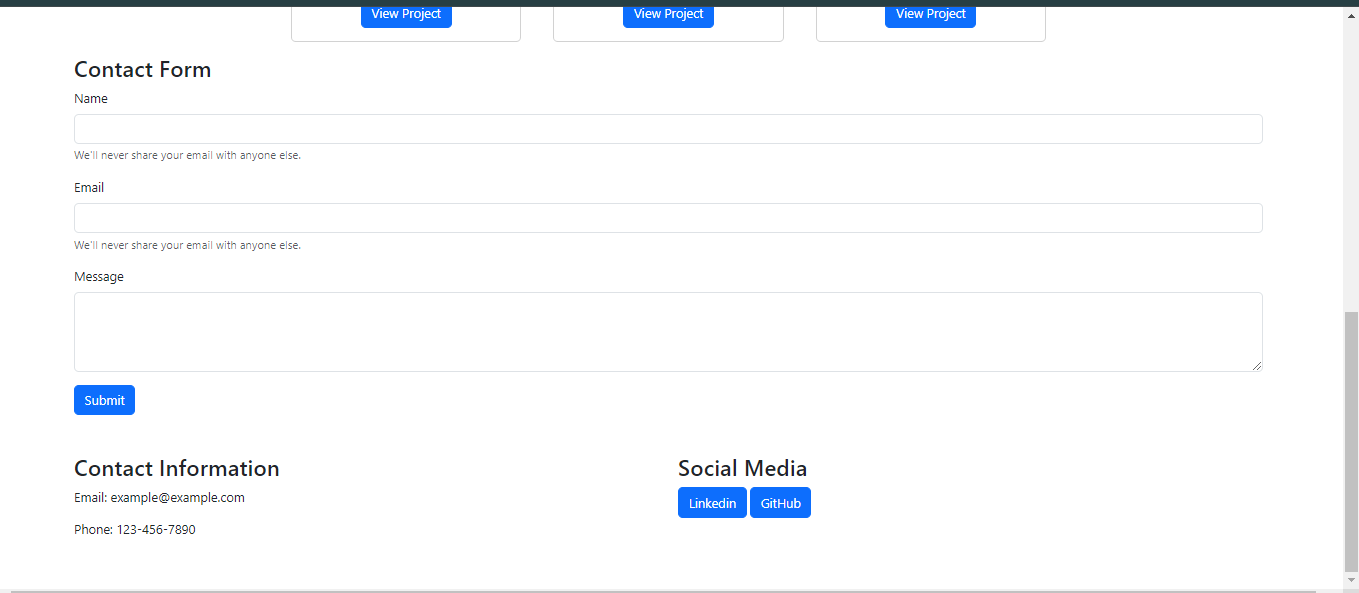 View Project View Project View Project
Contact Form
Name
We'll never share your email with anyone else.
Email
We'll never share your email with anyone else.
Message
Submit
Contact Information
Email: example@example.com
Phone: 123-456-7890
Social Media
Linkedin GitHub